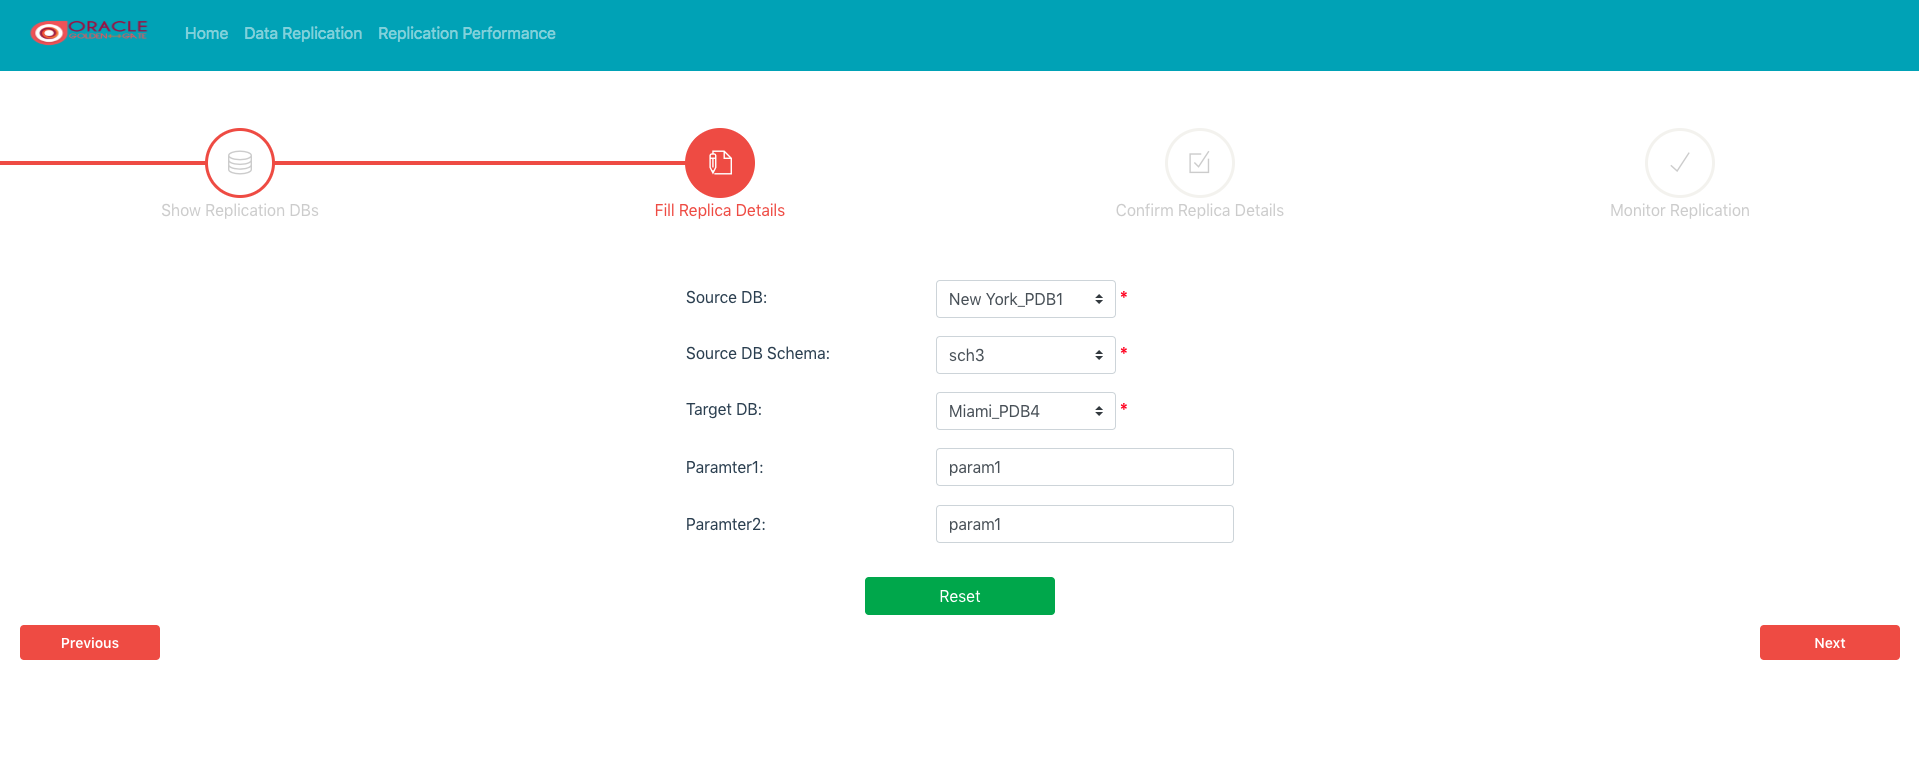 ORACLE
Home Data Replication Replication Performance
Show Replication DBs Fill Replica Details Confirm Replica Details Monitor Replication
Source DB: New York_PDB1 *
Source DB Schema: sch3 *
Target DB: Miami_PDB4 *
Paramter1: param1
Paramter2: param1
Reset
Previous Next